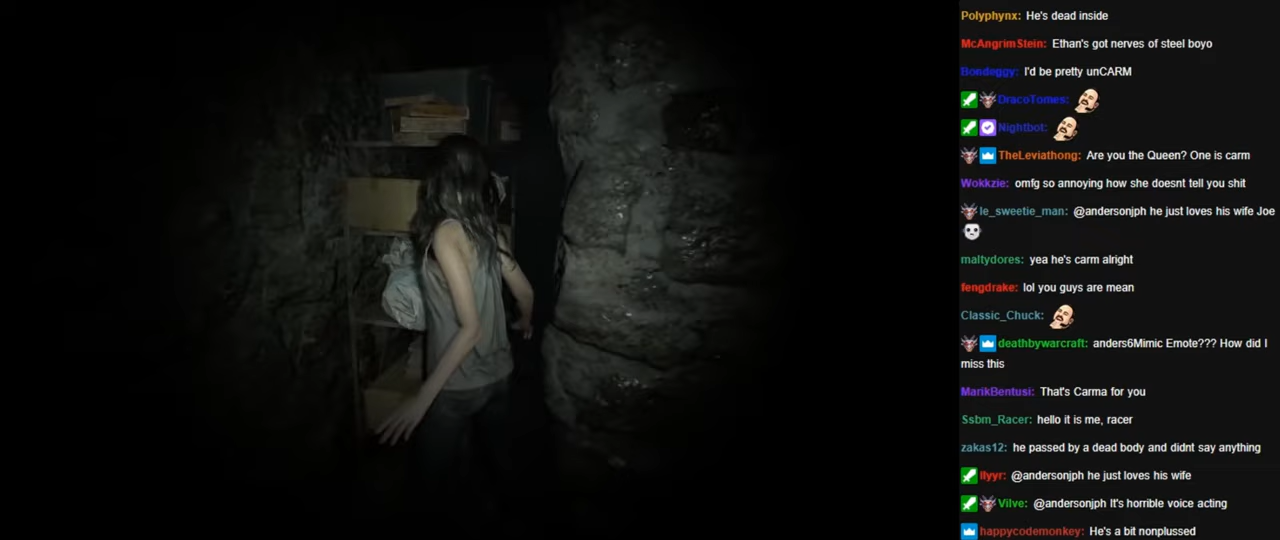 Polyphynx: He's dead inside
McAngrimStein: Ethan's got nerves of steel boyo
Bondeggy: I'd be pretty unCARM
DracoTomes:
Nightbot:
TheLeviathong: Are you the Queen? One is carm
Wokkzie: omfg so annoying how she doesnt tell you shit
le_sweetie_man: @andersonjph he just loves his wife Joe
maltydores: yea he's carm alright
fengdrake: lol you guys are mean
Classic_Chuck:
deathbywarcraft: anders6Mimic Emote??? How did I
miss this
MarikBentusi: That's Carma for you
Ssbm_Racer: hello it is me, racer
zakas12: he passed by a dead body and didnt say anything
@andersonjph he just loves his wife
Vilve: @andersonjph It's horrible voice acting
happycodemonkey: He's a bit nonplussed